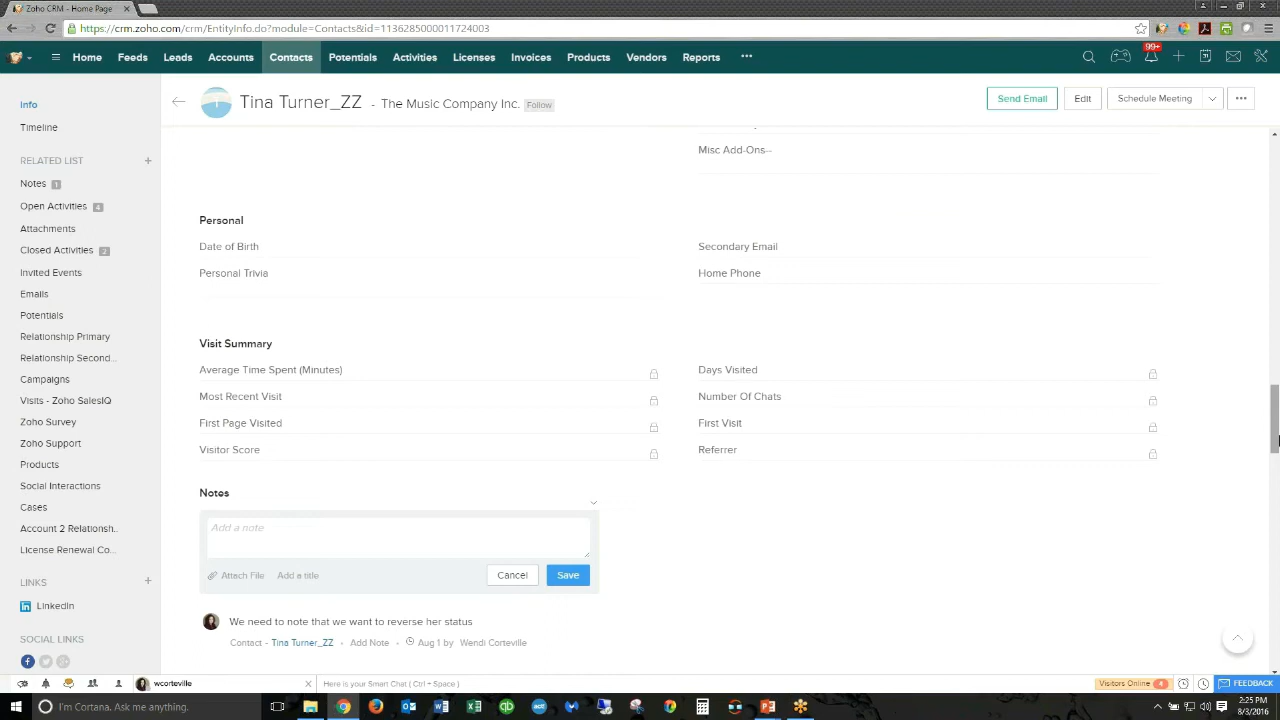 Zoho CRM - Home Page
https://crm.zoho.com/crm/EntityInfo.do?module=Contacts&id=1136285000011724003
Home Feeds Leads Accounts Contacts Potentials Activities Licenses Invoices Products Vendors Reports
99+
Tina Turner_ZZ - The Music Company Inc. Follow
Send Email Edit Schedule Meeting
Info
Timeline
RELATED LIST
Notes 1
Open Activities 4
Attachments
Closed Activities 2
Invited Events
Emails
Potentials
Relationship Primary
Relationship Second...
Campaigns
Visits - Zoho SalesIQ
Zoho Survey
Zoho Support
Products
Social Interactions
Cases
Account 2 Relationsh..
License Renewal Co...
LINKS
LinkedIn
SOCIAL LINKS
Misc Add-Ons--
Personal
Date of Birth Secondary Email
Personal Trivia Home Phone
Visit Summary
Average Time Spent (Minutes) Days Visited
Most Recent Visit Number Of Chats
First Page Visited First Visit
Visitor Score Referrer
Notes
Add a note
Attach File Add a title Cancel Save
We need to note that we want to reverse her status
Contact - Tina Turner_ZZ • Add Note • Aug 1 by Wendi Corteville
wcorteville Here is your Smart Chat ( Ctrl + Space ) Visitors Online 4 FEEDBACK
I'm Cortana. Ask me anything.
2:25 PM
8/3/2016